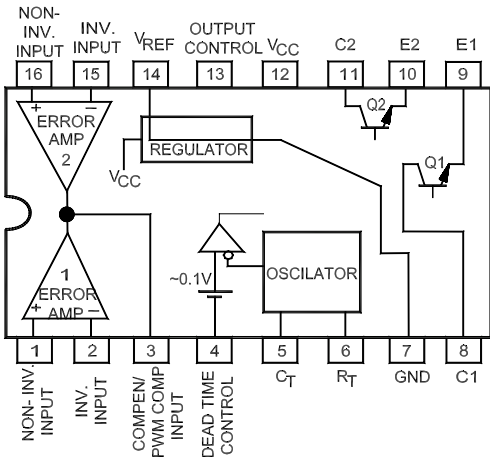 NON-
INV.
INPUT
INV.
INPUT
VREF
OUTPUT
CONTROL
VCC
C2
E2
E1
16
15
14
13
12
11
10
9
+
−
ERROR
AMP
2
REGULATOR
VCC
Q2
Q1
1
ERROR
AMP
+
−
~0.1V
OSCILATOR
1
2
3
4
5
6
7
8
NON- INV.
INPUT
INV.
INPUT
COMPEN/
PWM COMP
INPUT
DEAD TIME
CONTROL
CT
RT
GND
C1